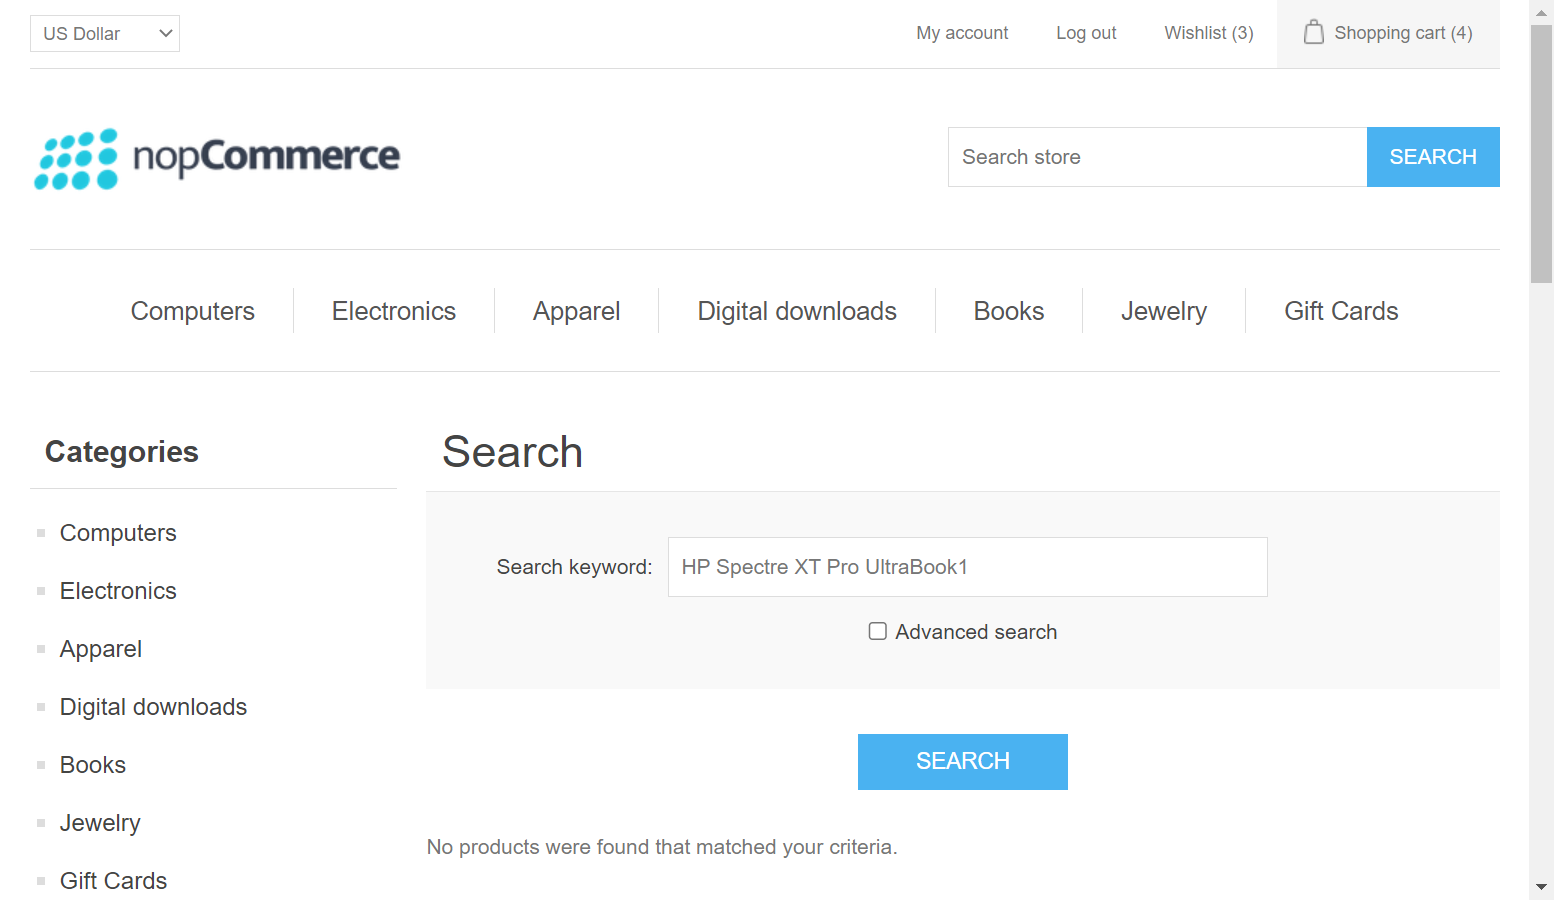 US Dollar
My account
Log out
Wishlist (3)
Shopping cart (4)
nopCommerce
Search store
SEARCH
Computers
Electronics
Apparel
Digital downloads
Books
Jewelry
Gift Cards
Categories
Computers
Electronics
Apparel
Digital downloads
Books
Jewelry
Gift Cards
Search
Search keyword:
HP Spectre XT Pro UltraBook1
Advanced search
SEARCH
No products were found that matched your criteria.